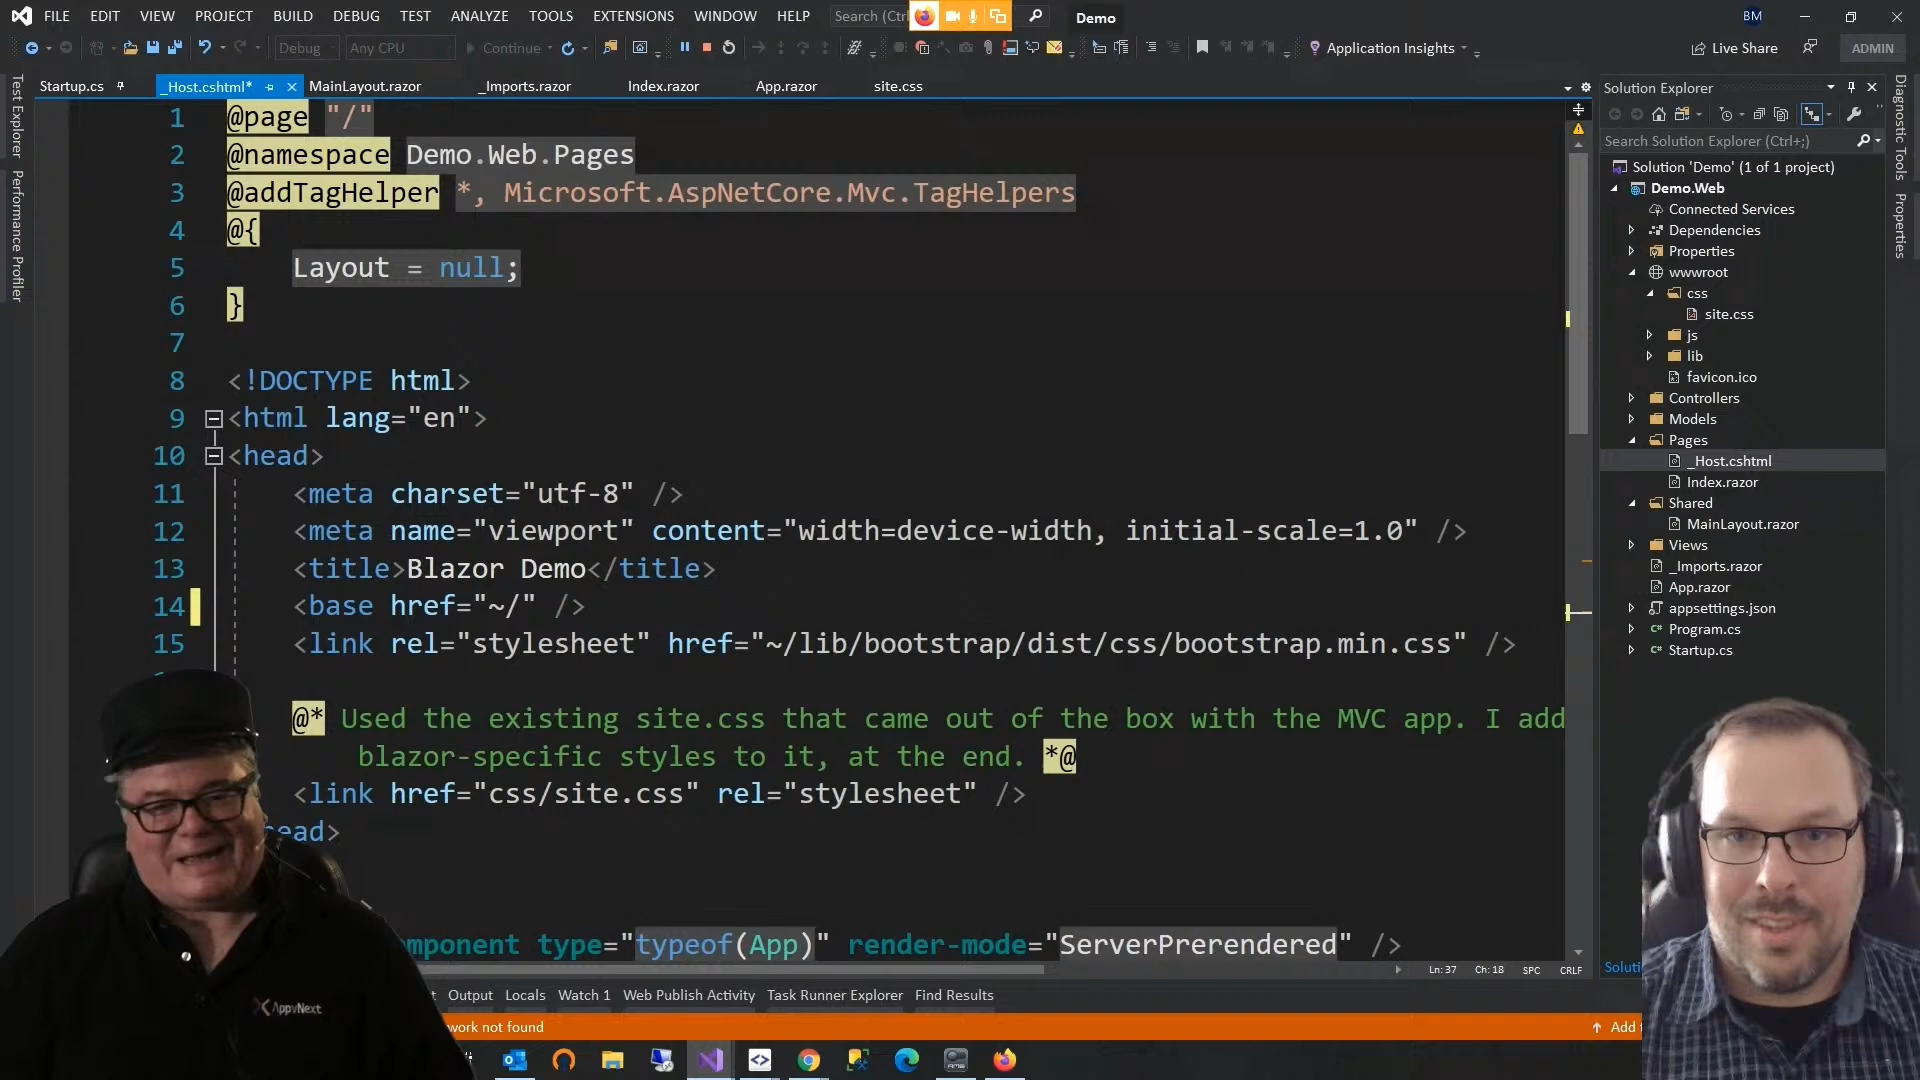 FILE EDIT VIEW PROJECT BUILD DEBUG TEST ANALYZE TOOLS EXTENSIONS WINDOW HELP Search (Ctrl Demo BM
Debug Any CPU Continue Application Insights Live Share ADMIN
Startup.cs _Host.cshtml* MainLayout.razor _Imports.razor Index.razor App.razor site.css
Test Explorer
Performance Profiler
1 @page "/"
2 @namespace Demo.Web.Pages
3 @addTagHelper *, Microsoft.AspNetCore.Mvc.TagHelpers
4 @{
5 Layout = null;
6 }
7
8 <!DOCTYPE html>
9 <html lang="en">
10 <head>
11 <meta charset="utf-8" />
12 <meta name="viewport" content="width=device-width, initial-scale=1.0" />
13 <title>Blazor Demo</title>
14 <base href="~/" />
15 <link rel="stylesheet" href="~/lib/bootstrap/dist/css/bootstrap.min.css" />
@* Used the existing site.css that came out of the box with the MVC app. I add
blazor-specific styles to it, at the end. *@
<link href="css/site.css" rel="stylesheet" />
head>
>
mponent type="typeof(App)" render-mode="ServerPrerendered" />
Ln: 37 Ch: 18 SPC CRLF
Output Locals Watch 1 Web Publish Activity Task Runner Explorer Find Results
work not found
Add
Solution Explorer
Search Solution Explorer (Ctrl+;)
Solution 'Demo' (1 of 1 project)
Demo.Web
Connected Services
Dependencies
Properties
wwwroot
css
site.css
js
lib
favicon.ico
Controllers
Models
Pages
_Host.cshtml
Index.razor
Shared
MainLayout.razor
Views
_Imports.razor
App.razor
appsettings.json
Program.cs
Startup.cs
Diagnostic Tools
Properties
AppvNext